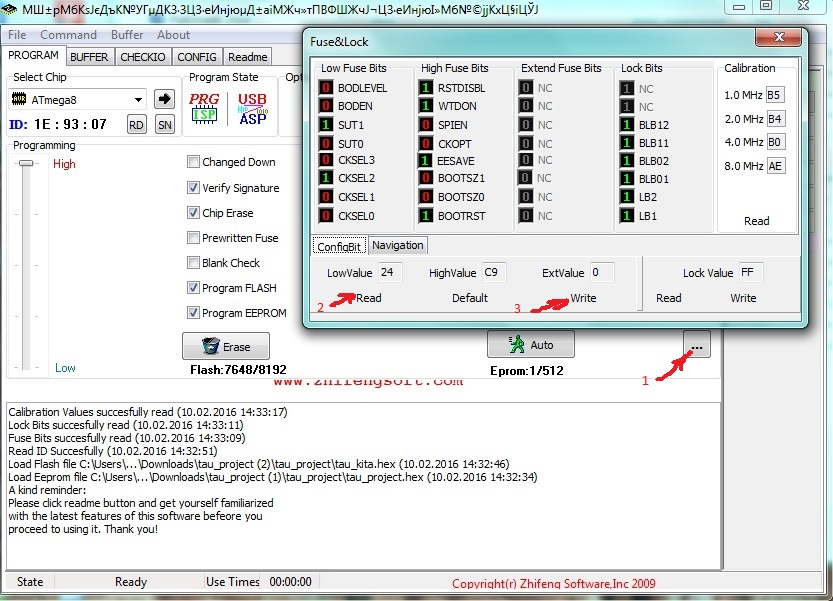 File Command Buffer About
PROGRAM BUFFER CHECKIO CONFIG Readme
Select Chip
ATmega8
ID: 1E : 93 : 07 RD SN
Program State
PRG
ISP
USB
ASP
Programming
High
Low
Changed Down
Verify Signature
Chip Erase
Prewritten Fuse
Blank Check
Program FLASH
Program EEPROM
Erase
Flash:7648/8192
Auto
Eprom:1/512
...
1
www.zhifengsoft.com
Fuse&Lock
Low Fuse Bits High Fuse Bits Extend Fuse Bits Lock Bits Calibration
0 BODLEVEL 1 RSTDISBL 0 NC 1 NC
0 BODEN 1 WTDON 0 NC 1 NC
1 SUT1 0 SPIEN 0 NC 1 BLB12
0 SUT0 0 CKOPT 0 NC 1 BLB11
0 CKSEL3 1 EESAVE 0 NC 1 BLB02
1 CKSEL2 0 BOOTSZ1 0 NC 1 BLB01
0 CKSEL1 0 BOOTSZ0 0 NC 1 LB2
0 CKSEL0 1 BOOTRST 0 NC 1 LB1
1.0 MHz B5
2.0 MHz B4
4.0 MHz B0
8.0 MHz AE
Read
ConfigBit Navigation
LowValue 24 HighValue C9 ExtValue 0 Lock Value FF
2 Read Default 3 Write Read Write
Calibration Values succesfully read (10.02.2016 14:33:17)
Lock Bits succesfully read (10.02.2016 14:33:11)
Fuse Bits succesfully read (10.02.2016 14:33:09)
Read ID Succesfully (10.02.2016 14:32:51)
Load Flash file C:\Users\...\Downloads\tau_project (2)\tau_project\tau_kita.hex (10.02.2016 14:32:46)
Load Eeprom file C:\Users\...\Downloads\tau_project (1)\tau_project\tau_project.hex (10.02.2016 14:32:34)
A kind reminder:
Please click readme button and get yourself familiarized
with the latest features of this software befeore you
proceed to using it. Thank you!
State Ready Use Times 00:00:00 Copyright(r) Zhifeng Software,Inc 2009